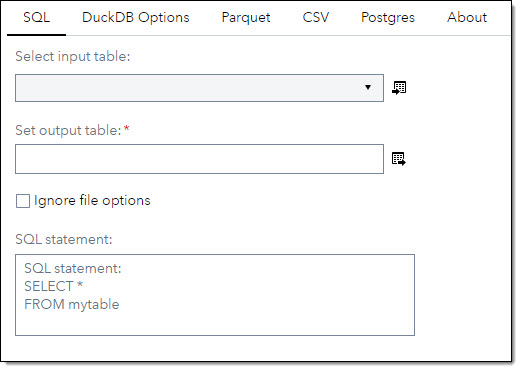 SQL DuckDB Options Parquet CSV Postgres About
Select input table:
Set output table: *
Ignore file options
SQL statement:
SQL statement:
SELECT *
FROM mytable